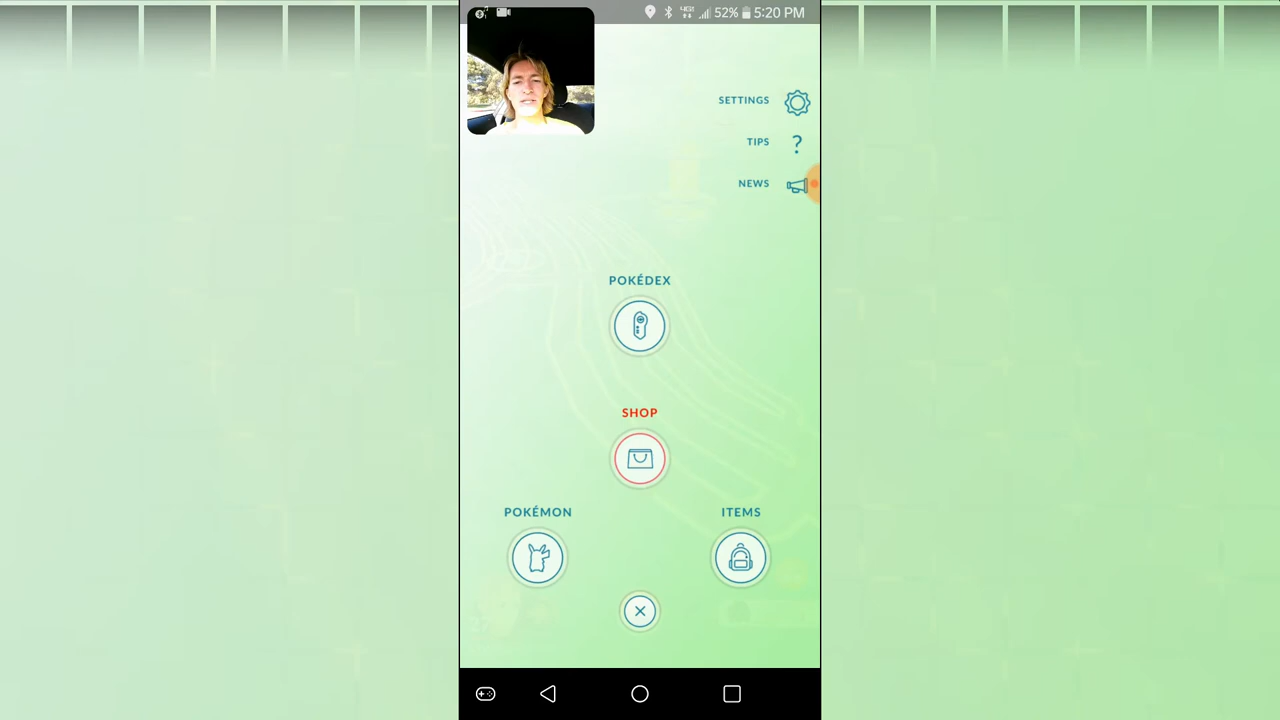 52% 5:20 PM
SETTINGS
TIPS
?
NEWS
POKÉDEX
SHOP
POKÉMON
ITEMS